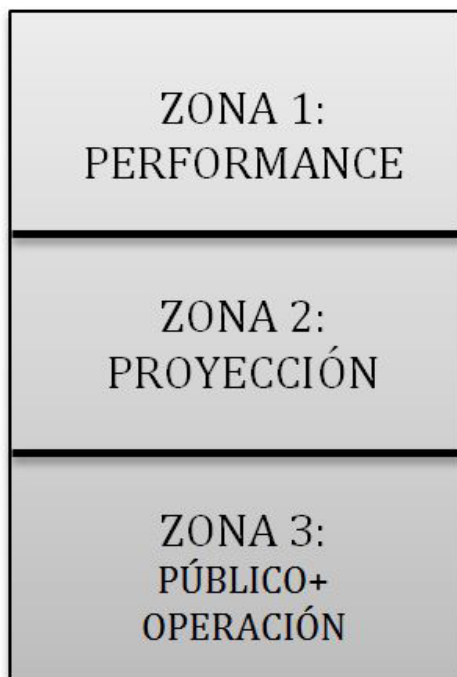 ZONA 1:
PERFORMANCE
ZONA 2:
PROYECCIÓN
ZONA 3:
PÚBLICO+
OPERACIÓN